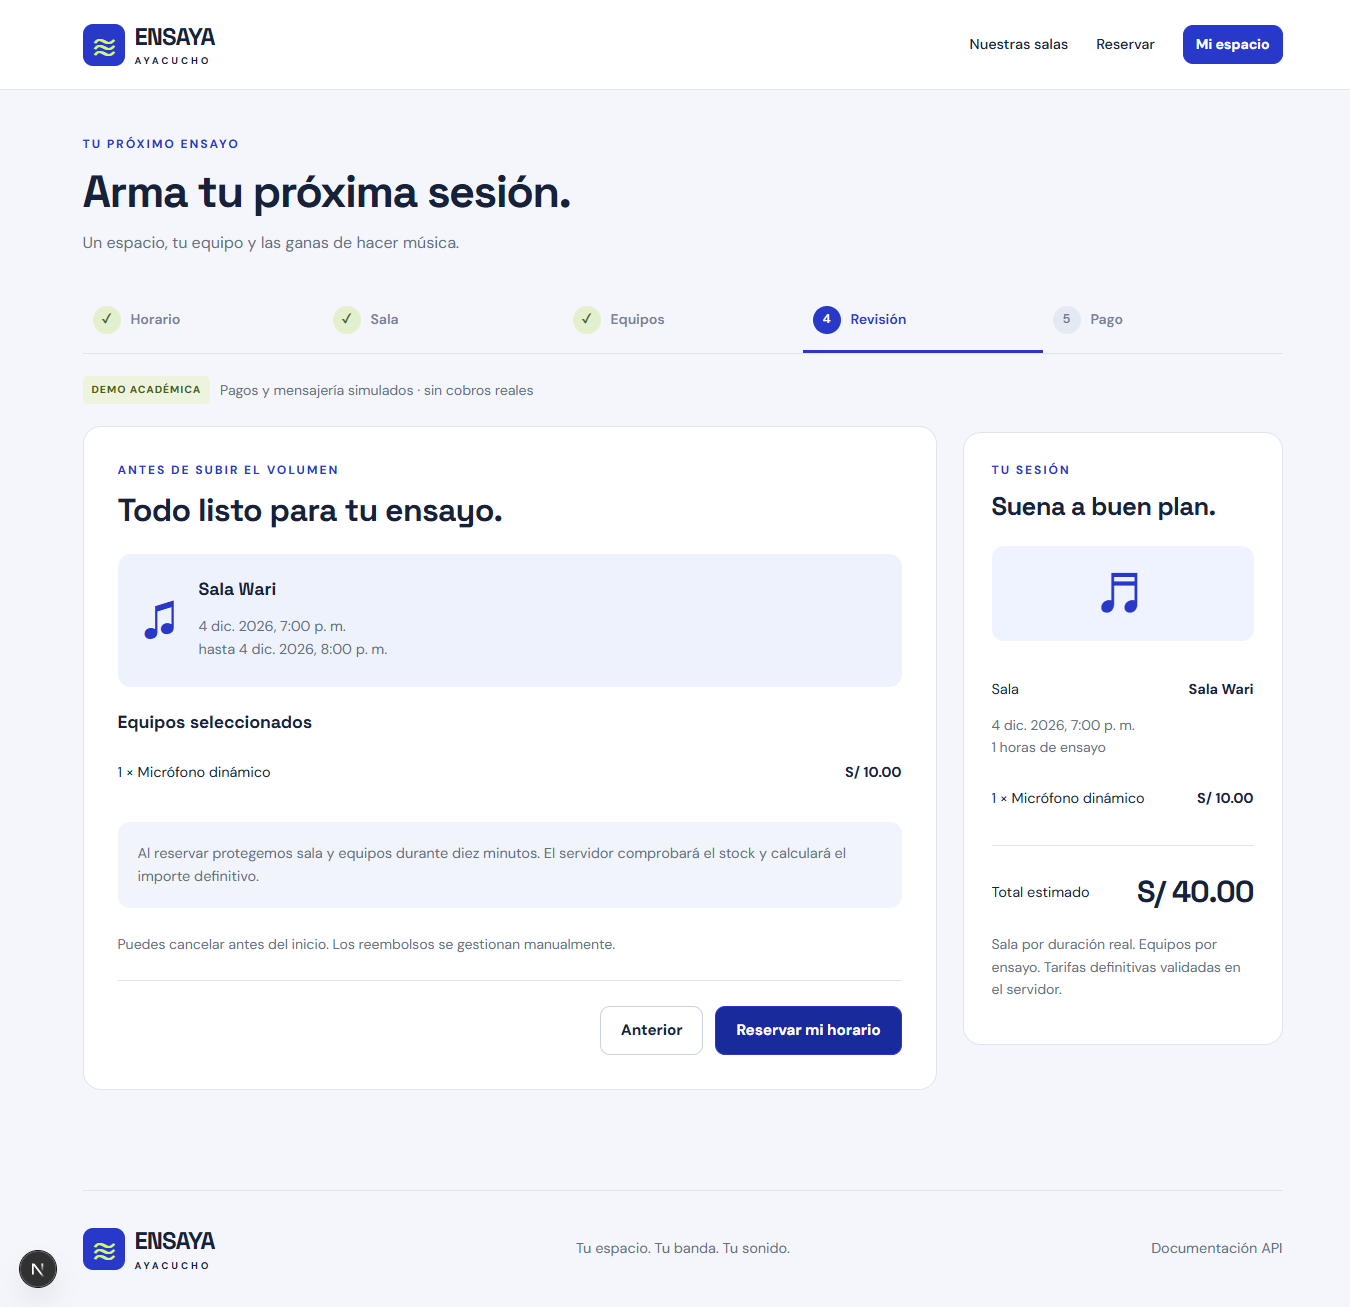 ENSAYA
AYACUCHO
Nuestras salas
Reservar
Mi espacio
TU PRÓXIMO ENSAYO
Arma tu próxima sesión.
Un espacio, tu equipo y las ganas de hacer música.
✓ Horario
✓ Sala
✓ Equipos
4 Revisión
5 Pago
DEMO ACADÉMICA Pagos y mensajería simulados · sin cobros reales
ANTES DE SUBIR EL VOLUMEN
Todo listo para tu ensayo.
Sala Wari
4 dic. 2026, 7:00 p. m.
hasta 4 dic. 2026, 8:00 p. m.
Equipos seleccionados
1 × Micrófono dinámico S/ 10.00
Al reservar protegemos sala y equipos durante diez minutos. El servidor comprobará el stock y calculará el
importe definitivo.
Puedes cancelar antes del inicio. Los reembolsos se gestionan manualmente.
Anterior
Reservar mi horario
TU SESIÓN
Suena a buen plan.
Sala Sala Wari
4 dic. 2026, 7:00 p. m.
1 horas de ensayo
1 × Micrófono dinámico S/ 10.00
Total estimado S/ 40.00
Sala por duración real. Equipos por
ensayo. Tarifas definitivas validadas en
el servidor.
ENSAYA
AYACUCHO
Tu espacio. Tu banda. Tu sonido.
Documentación API
N